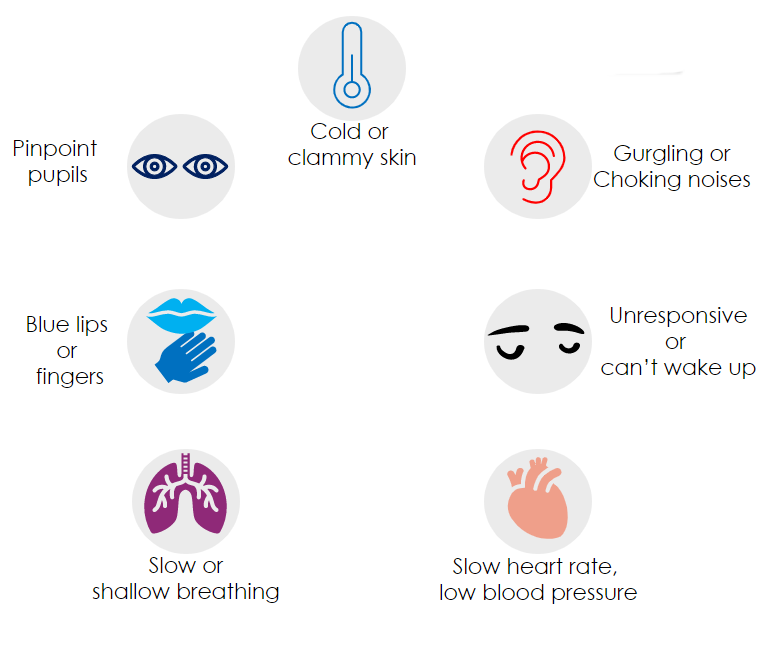 Cold or
clammy skin
Pinpoint
pupils
Gurgling or
Choking noises
Blue lips
or
fingers
Unresponsive
or
can’t wake up
Slow or
shallow breathing
Slow heart rate,
low blood pressure